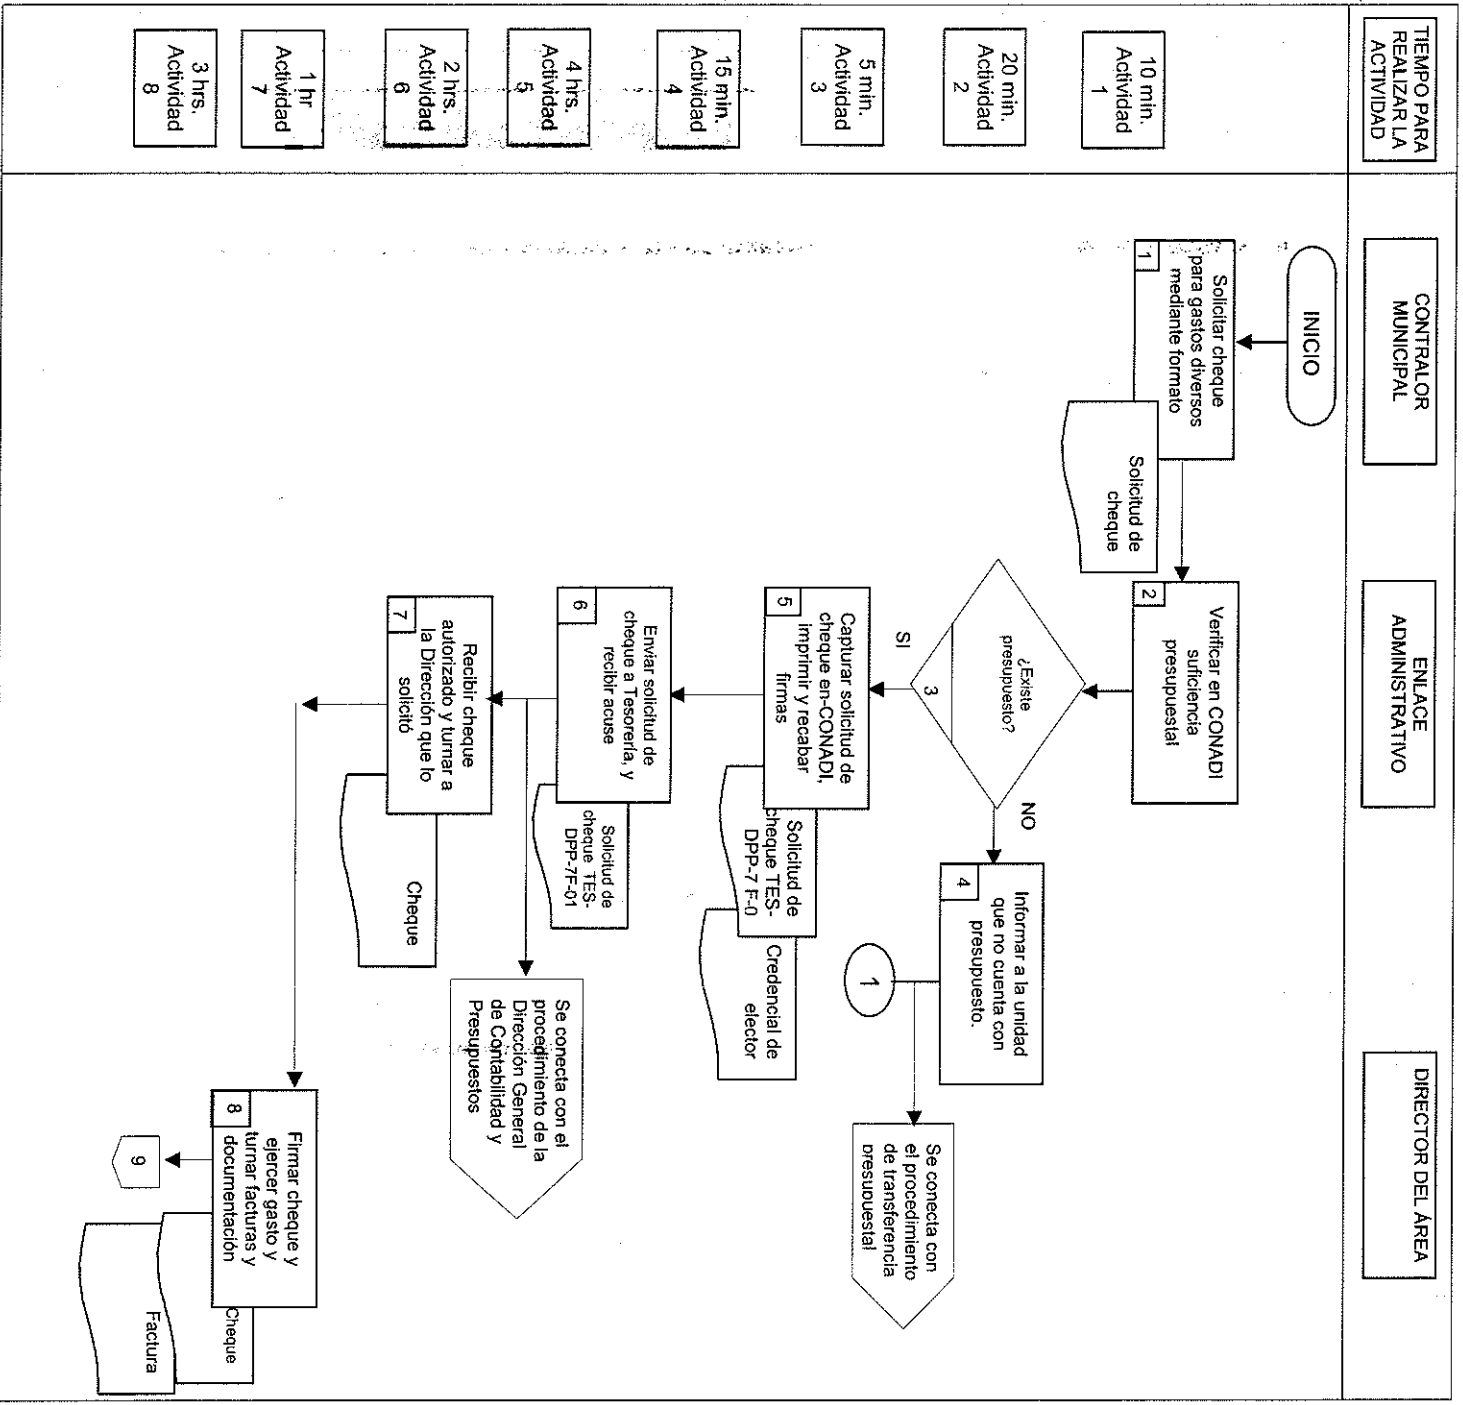 TIEMPO PARA
REALIZAR LA
ACTIVIDAD
CONTRALOR
MUNICIPAL
ENLACE
ADMINISTRATIVO
DIRECTOR DEL ÁREA
10 min.
Actividad
1
20 min.
Actividad
2
5 min.
Actividad
3
15 min.
Actividad
4
4 hrs.
Actividad
5
2 hrs.
Actividad
6
1 hr
Actividad
7
3 hrs.
Actividad
8
INICIO
Solicitar cheque
para gastos diversos
mediante formato
1
Solicitud de
cheque
Verificar en CONADI
suficiencia
presupuestal
2
¿Existe
presupuesto?
3
SI
NO
Informar a la unidad
que no cuenta con
presupuesto.
4
1
Se conecta con
el procedimiento
de transferencia
presupuestal
Capturar solicitud de
cheque en-CONADI,
imprimir y recabar
firmas
5
Solicitud de
cheque TES-
DPP-7 F-0
Credencial de
elector
Enviar solicitud de
cheque a Tesorería, y
recibir acuse
6
Solicitud de
cheque TES-
DPP-7F-01
Se conecta con el
procedimiento de la
Dirección General
de Contabilidad y
Presupuestos
Recibir cheque
autorizado y turnar a
la Dirección que lo
solicitó
7
Cheque
Firmar cheque y
ejercer gasto y
turnar facturas y
documentación
8
Cheque
Factura
9